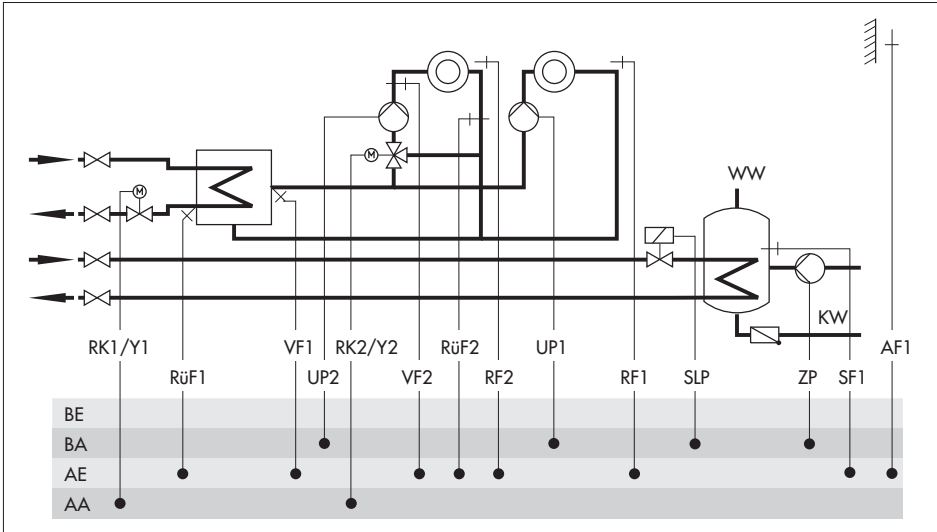 M
M
WW
KW
RK1/Y1 VF1 RK2/Y2 RüF2 UP1 AF1
RüF1 UP2 VF2 RF2 RF1 SLP ZP SF1
BE
BA
AE
AA